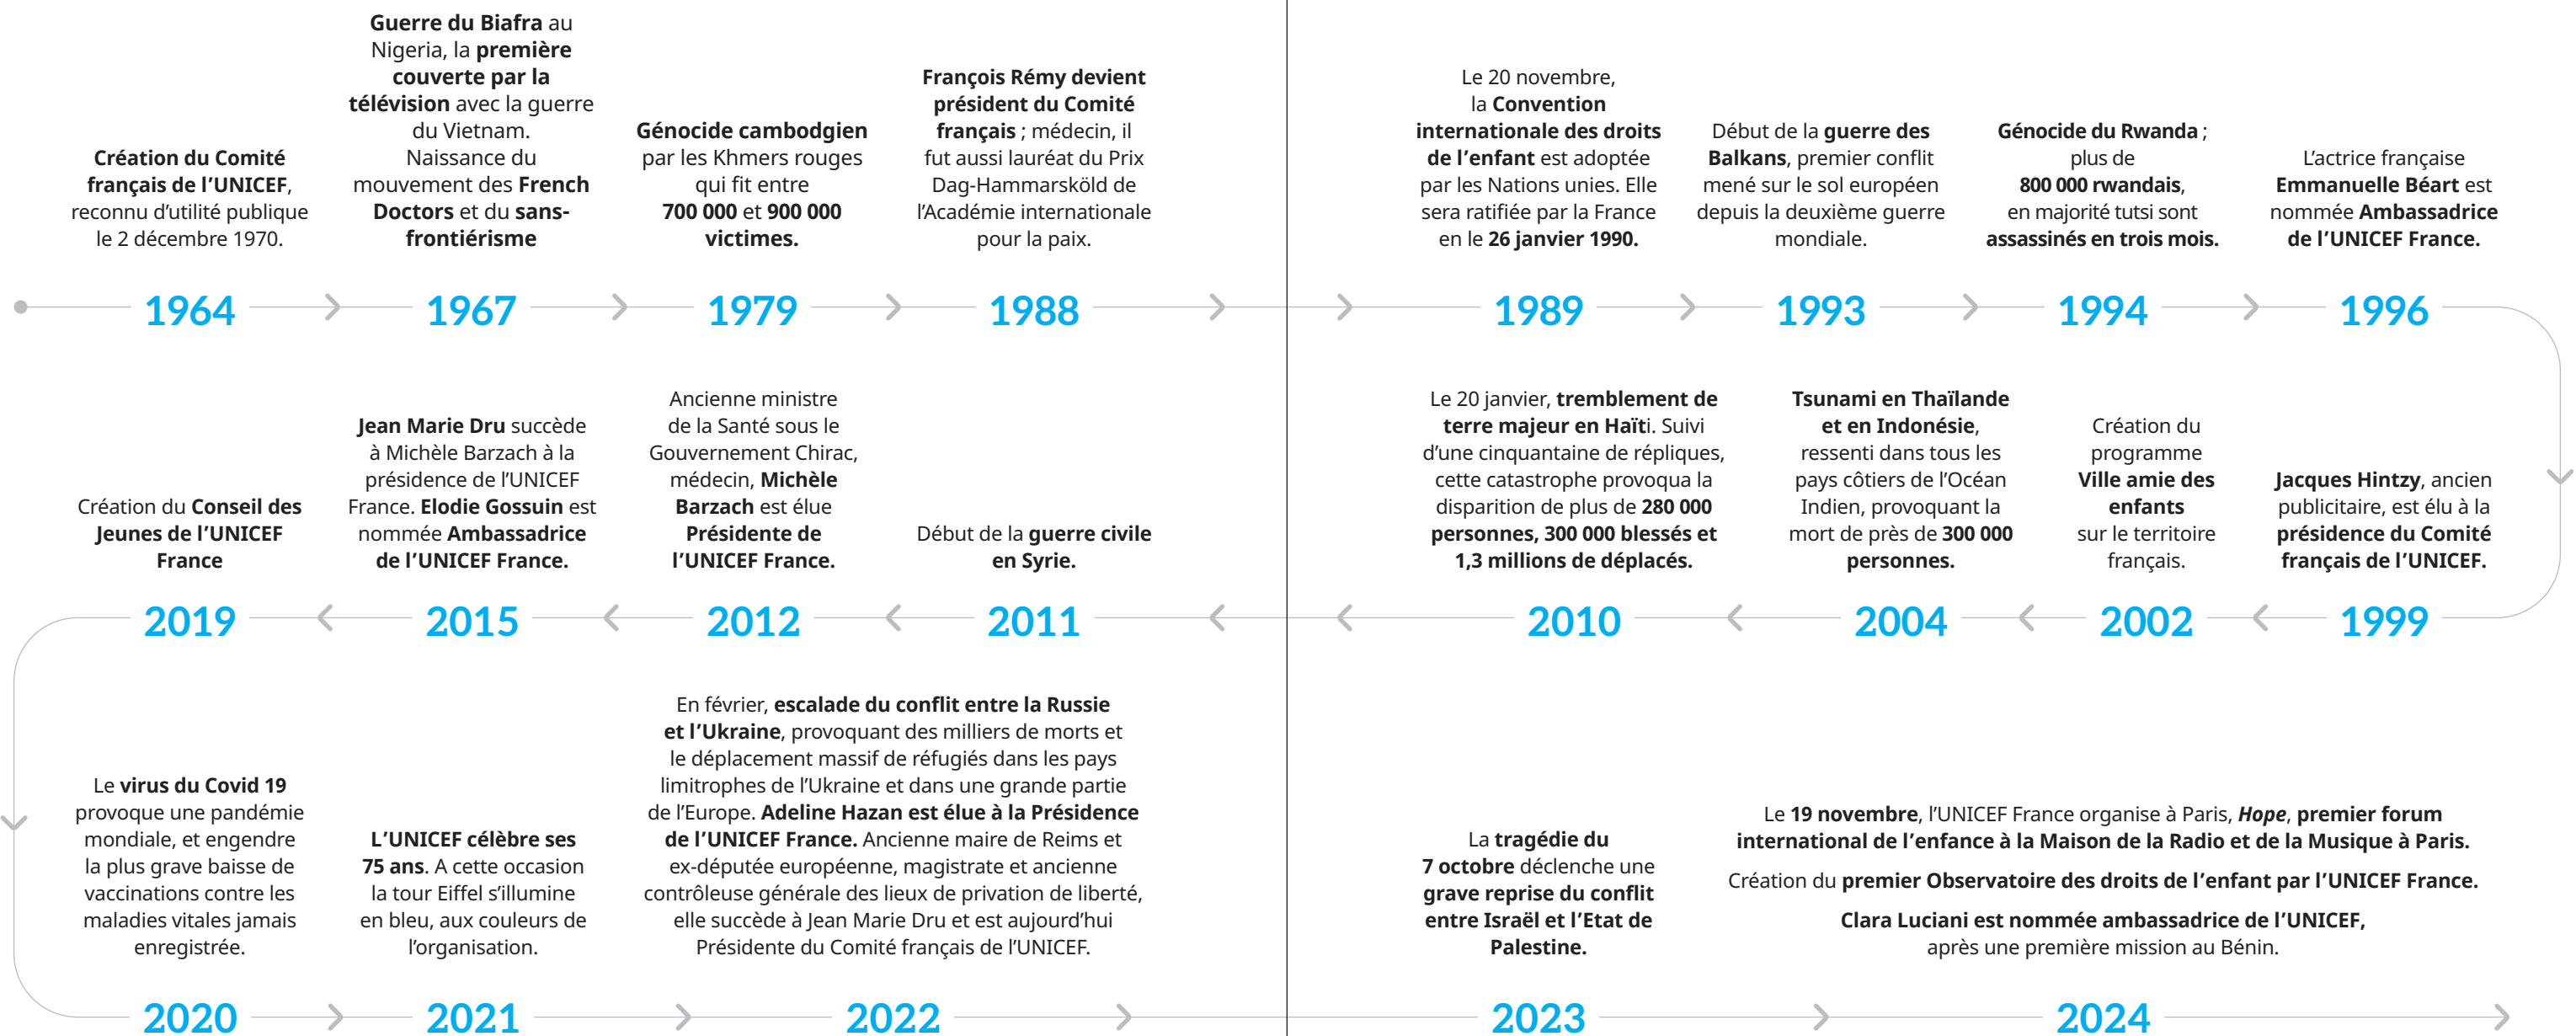 Création du Comité
français de l’UNICEF,
reconnu d’utilité publique
le 2 décembre 1970.
1964
Guerre du Biafra au
Nigeria, la première
couverte par la
télévision avec la guerre
du Vietnam.
Naissance du
mouvement des French
Doctors et du sans-
frontiérisme
1967
Génocide cambodgien
par les Khmers rouges
qui fit entre
700 000 et 900 000
victimes.
1979
François Rémy devient
président du Comité
français ; médecin, il
fut aussi lauréat du Prix
Dag-Hammarsköld de
l’Académie internationale
pour la paix.
1988
Le 20 novembre,
la Convention
internationale des droits
de l’enfant est adoptée
par les Nations unies. Elle
sera ratifiée par la France
en le 26 janvier 1990.
1989
Début de la guerre des
Balkans, premier conflit
mené sur le sol européen
depuis la deuxième guerre
mondiale.
1993
Génocide du Rwanda ;
plus de
800 000 rwandais,
en majorité tutsi sont
assassinés en trois mois.
1994
L’actrice française
Emmanuelle Béart est
nommée Ambassadrice
de l’UNICEF France.
1996
Jacques Hintzy, ancien
publicitaire, est élu à la
présidence du Comité
français de l’UNICEF.
1999
Création du
programme
Ville amie des
enfants
sur le territoire
français.
2002
Tsunami en Thaïlande
et en Indonésie,
ressenti dans tous les
pays côtiers de l’Océan
Indien, provoquant la
mort de près de 300 000
personnes.
2004
Le 20 janvier, tremblement de
terre majeur en Haïti. Suivi
d’une cinquantaine de répliques,
cette catastrophe provoqua la
disparition de plus de 280 000
personnes, 300 000 blessés et
1,3 millions de déplacés.
2010
Début de la guerre civile
en Syrie.
2011
Ancienne ministre
de la Santé sous le
Gouvernement Chirac,
médecin, Michèle
Barzach est élue
Présidente de
l’UNICEF France.
2012
Jean Marie Dru succède
à Michèle Barzach à la
présidence de l’UNICEF
France. Elodie Gossuin est
nommée Ambassadrice
de l’UNICEF France.
2015
Création du Conseil des
Jeunes de l’UNICEF
France
2019
Le virus du Covid 19
provoque une pandémie
mondiale, et engendre
la plus grave baisse de
vaccinations contre les
maladies vitales jamais
enregistrée.
2020
L’UNICEF célèbre ses
75 ans. A cette occasion
la tour Eiffel s’illumine
en bleu, aux couleurs de
l’organisation.
2021
En février, escalade du conflit entre la Russie
et l’Ukraine, provoquant des milliers de morts et
le déplacement massif de réfugiés dans les pays
limitrophes de l’Ukraine et dans une grande partie
de l’Europe. Adeline Hazan est élue à la Présidence
de l’UNICEF France. Ancienne maire de Reims et
ex-députée européenne, magistrate et ancienne
contrôleuse générale des lieux de privation de liberté,
elle succède à Jean Marie Dru et est aujourd’hui
Présidente du Comité français de l’UNICEF.
2022
La tragédie du
7 octobre déclenche une
grave reprise du conflit
entre Israël et l’Etat de
Palestine.
2023
Le 19 novembre, l’UNICEF France organise à Paris, Hope, premier forum
international de l’enfance à la Maison de la Radio et de la Musique à Paris.
Création du premier Observatoire des droits de l’enfant par l’UNICEF France.
Clara Luciani est nommée ambassadrice de l’UNICEF,
après une première mission au Bénin.
2024